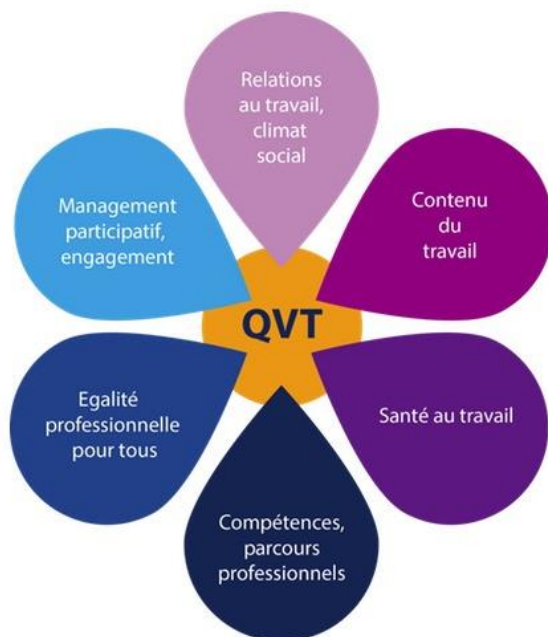 Relations
au travail,
climat
social
Contenu
du
travail
Santé au travail
Compétences,
parcours
professionnels
Egalité
professionnelle
pour tous
Management
participatif,
engagement
QVT